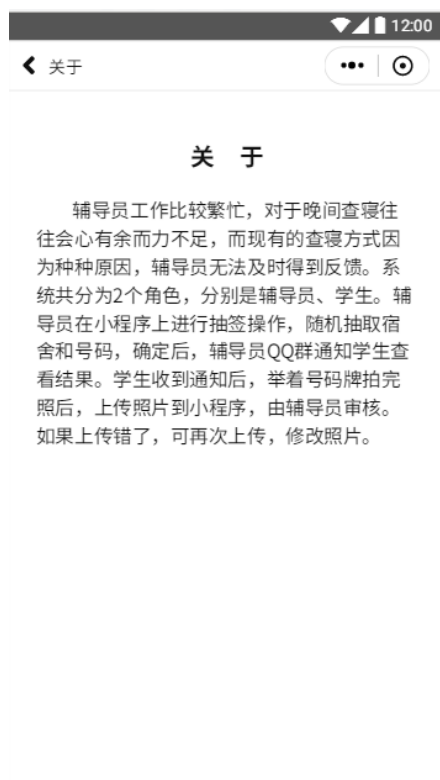 12:00
关于
关 于
辅导员工作比较繁忙，对于晚间查寝往
往会心有余而力不足，而现有的查寝方式因
为种种原因，辅导员无法及时得到反馈。系
统共分为2个角色，分别是辅导员、学生。辅
导员在小程序上进行抽签操作，随机抽取宿
舍和号码，确定后，辅导员QQ群通知学生查
看结果。学生收到通知后，举着号码牌拍完
照后，上传照片到小程序，由辅导员审核。
如果上传错了，可再次上传，修改照片。